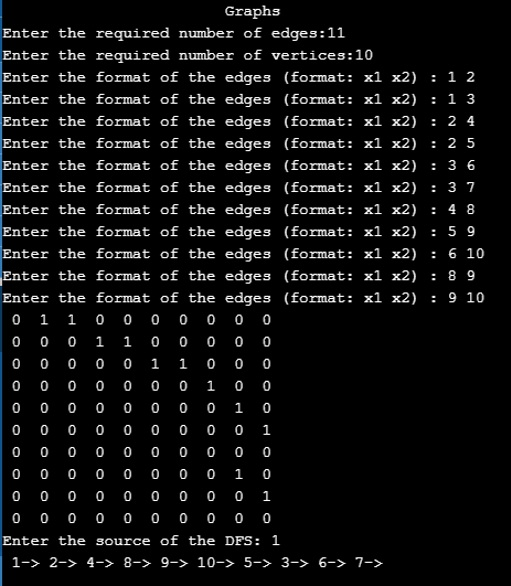 Graphs
Enter the required number of edges:11
Enter the required number of vertices:10
Enter the format of the edges (format: x1 x2) : 1 2
Enter the format of the edges (format: x1 x2) : 1 3
Enter the format of the edges (format: x1 x2) : 2 4
Enter the format of the edges (format: x1 x2) : 2 5
Enter the format of the edges (format: x1 x2) : 3 6
Enter the format of the edges (format: x1 x2) : 3 7
Enter the format of the edges (format: x1 x2) : 4 8
Enter the format of the edges (format: x1 x2) : 5 9
Enter the format of the edges (format: x1 x2) : 6 10
Enter the format of the edges (format: x1 x2) : 8 9
Enter the format of the edges (format: x1 x2) : 9 10
0 1 1 0 0 0 0 0 0 0
0 0 0 1 1 0 0 0 0 0
0 0 0 0 0 1 1 0 0 0
0 0 0 0 0 0 0 1 0 0
0 0 0 0 0 0 0 0 1 0
0 0 0 0 0 0 0 0 0 1
0 0 0 0 0 0 0 0 0 0
0 0 0 0 0 0 0 0 1 0
0 0 0 0 0 0 0 0 0 1
0 0 0 0 0 0 0 0 0 0
Enter the source of the DFS: 1
1-> 2-> 4-> 8-> 9-> 10-> 5-> 3-> 6-> 7->